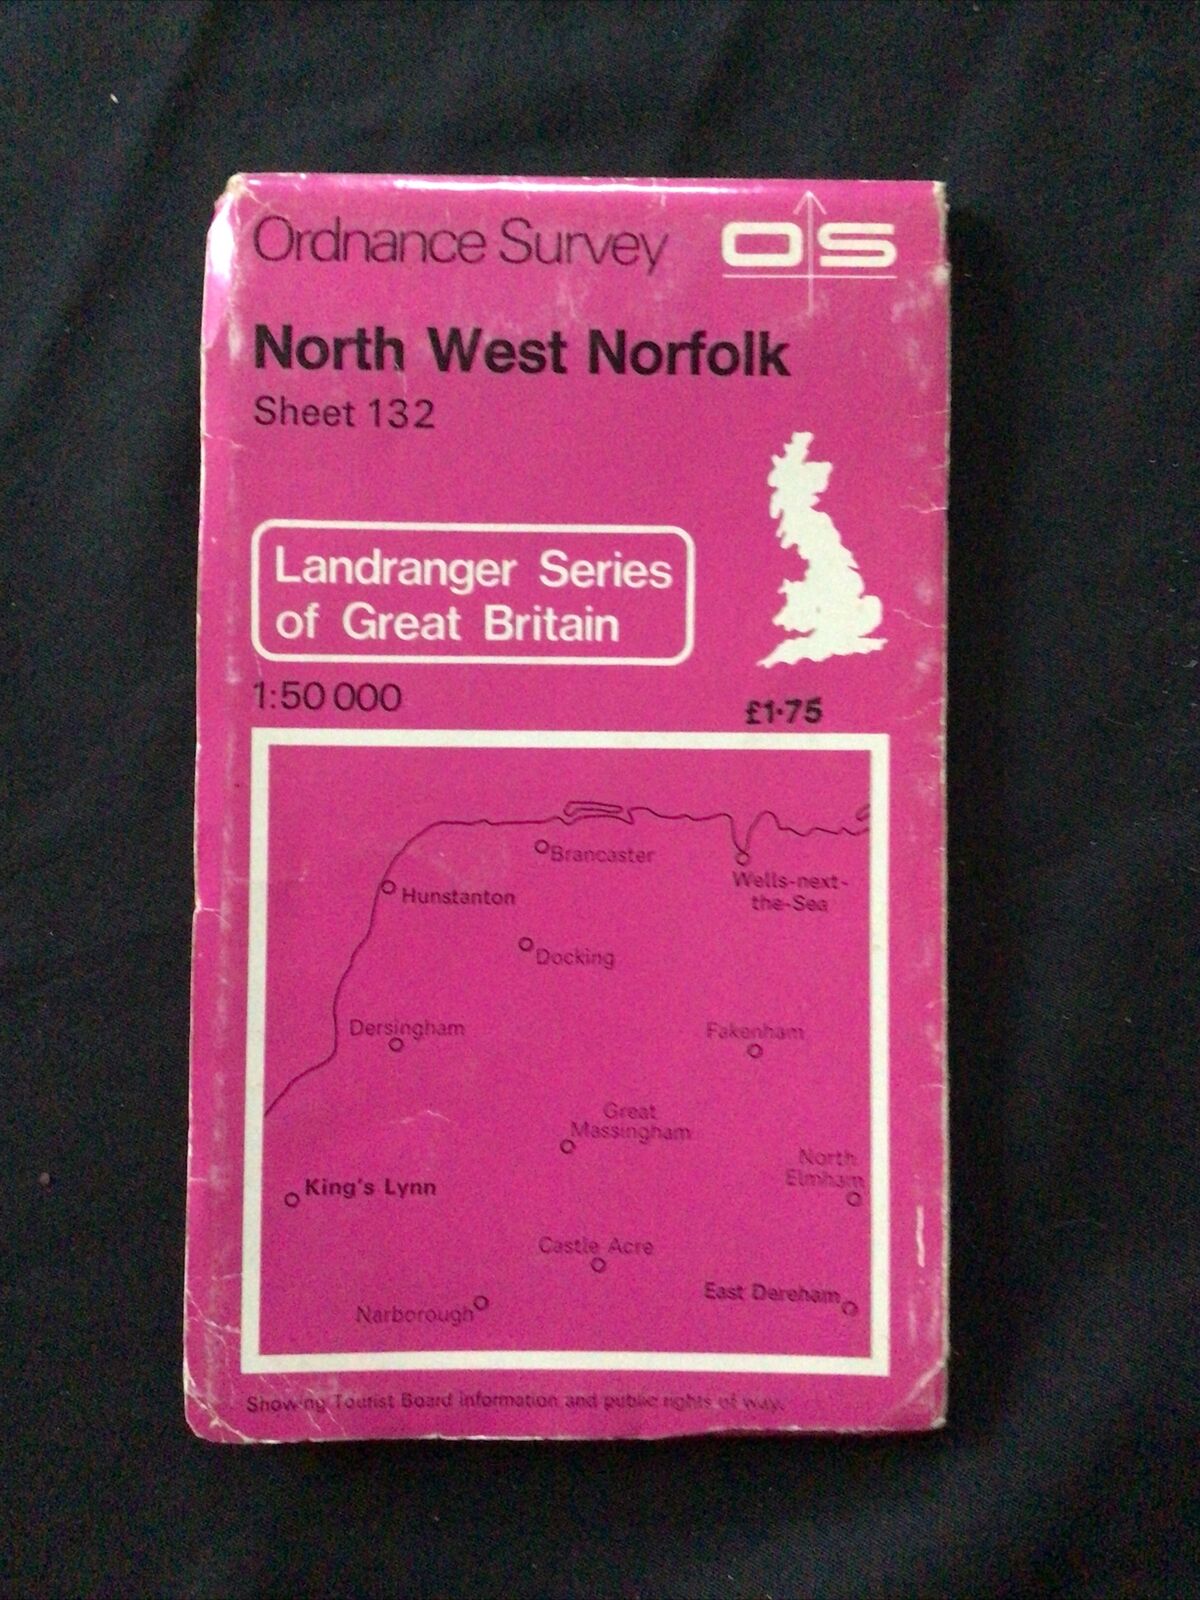 Ordnance Survey OS
North West Norfolk
Sheet 132
Landranger Series
of Great Britain
1:50 000
£1·75
Brancaster
Wells-next-
the-Sea
Hunstanton
Docking
Dersingham
Fakenham
Great
Massingham
North
Elmham
King's Lynn
Castle Acre
East Dereham
Narborough
Showing Tourist Board information and public rights of way.